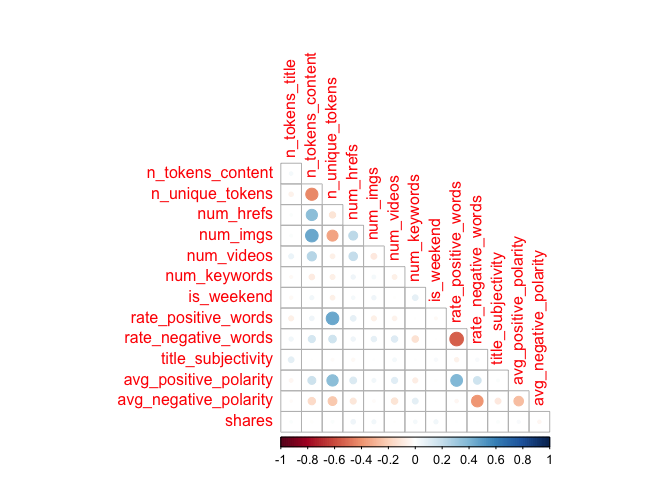 n_tokens_title
n_tokens_content
n_unique_tokens
num_hrefs
num_imgs
num_videos
num_keywords
is_weekend
rate_positive_words
rate_negative_words
title_subjectivity
avg_positive_polarity
avg_negative_polarity
n_tokens_content
n_unique_tokens
num_hrefs
num_imgs
num_videos
num_keywords
is_weekend
rate_positive_words
rate_negative_words
title_subjectivity
avg_positive_polarity
avg_negative_polarity
shares
-1 -0.8 -0.6 -0.4 -0.2 0 0.2 0.4 0.6 0.8 1